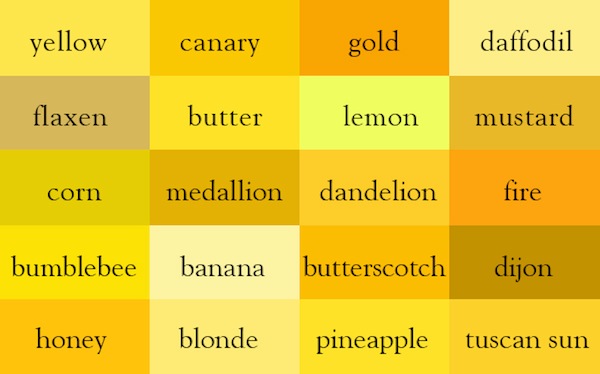 yellow canary gold daffodil
flaxen butter lemon mustard
corn medallion dandelion fire
bumblebee banana butterscotch dijon
honey blonde pineapple tuscan sun